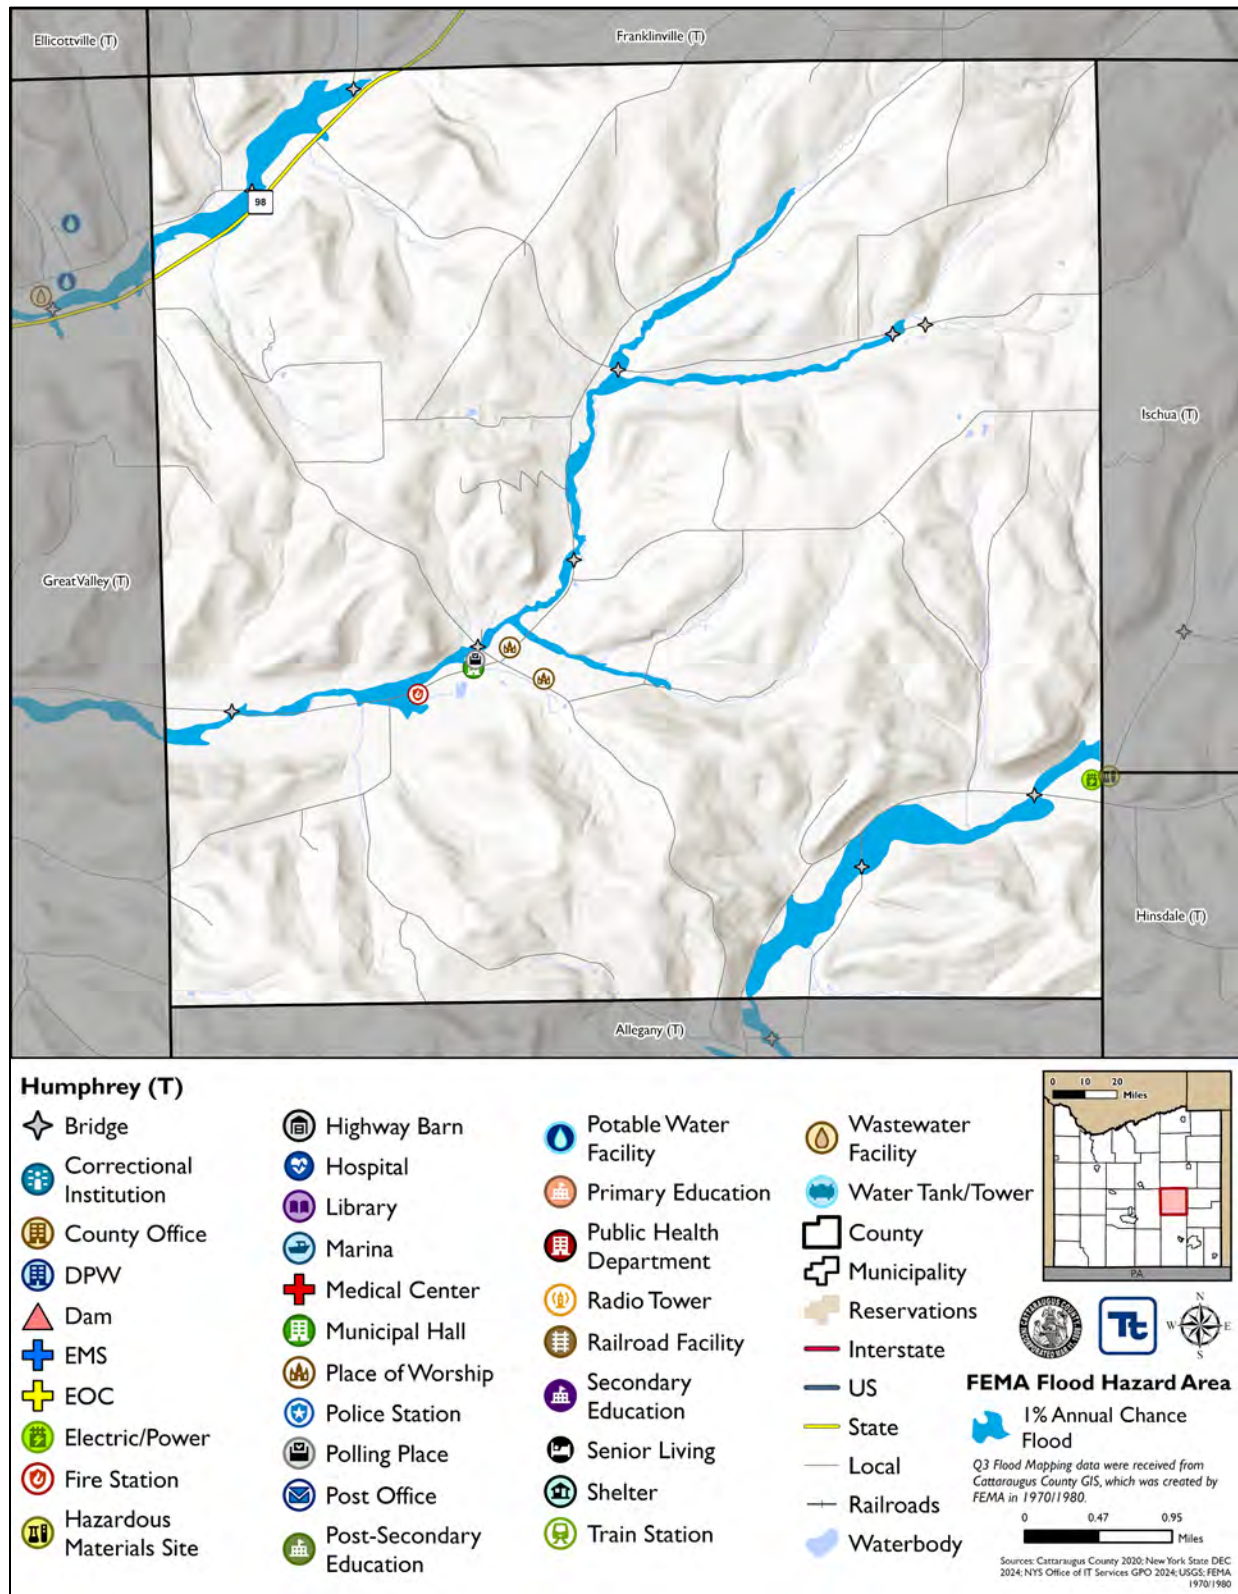 Ellicottville (T)
Franklinville (T)
98
Ischua (T)
Great Valley (T)
Hinsdale (T)
Allegany (T)
Humphrey (T)
Bridge
Correctional
Institution
County Office
DPW
Dam
EMS
EOC
Electric/Power
Fire Station
Hazardous
Materials Site
Highway Barn
Hospital
Library
Marina
Medical Center
Municipal Hall
Place of Worship
Police Station
Polling Place
Post Office
Post-Secondary
Education
Potable Water
Facility
Primary Education
Public Health
Department
Radio Tower
Railroad Facility
Secondary
Education
Senior Living
Shelter
Train Station
Wastewater
Facility
Water Tank/Tower
County
Municipality
Reservations
Interstate
US
State
Local
Railroads
Waterbody
0 10 20
Miles
PA
Tt
N
W E
S
FEMA Flood Hazard Area
1% Annual Chance
Flood
Q3 Flood Mapping data were received from
Cattaraugus County GIS, which was created by
FEMA in 1970/1980.
0 0.47 0.95
Miles
Sources: Cattaraugus County 2020; New York State DEC
2024; NYS Office of IT Services GPO 2024; USGS; FEMA
1970/1980